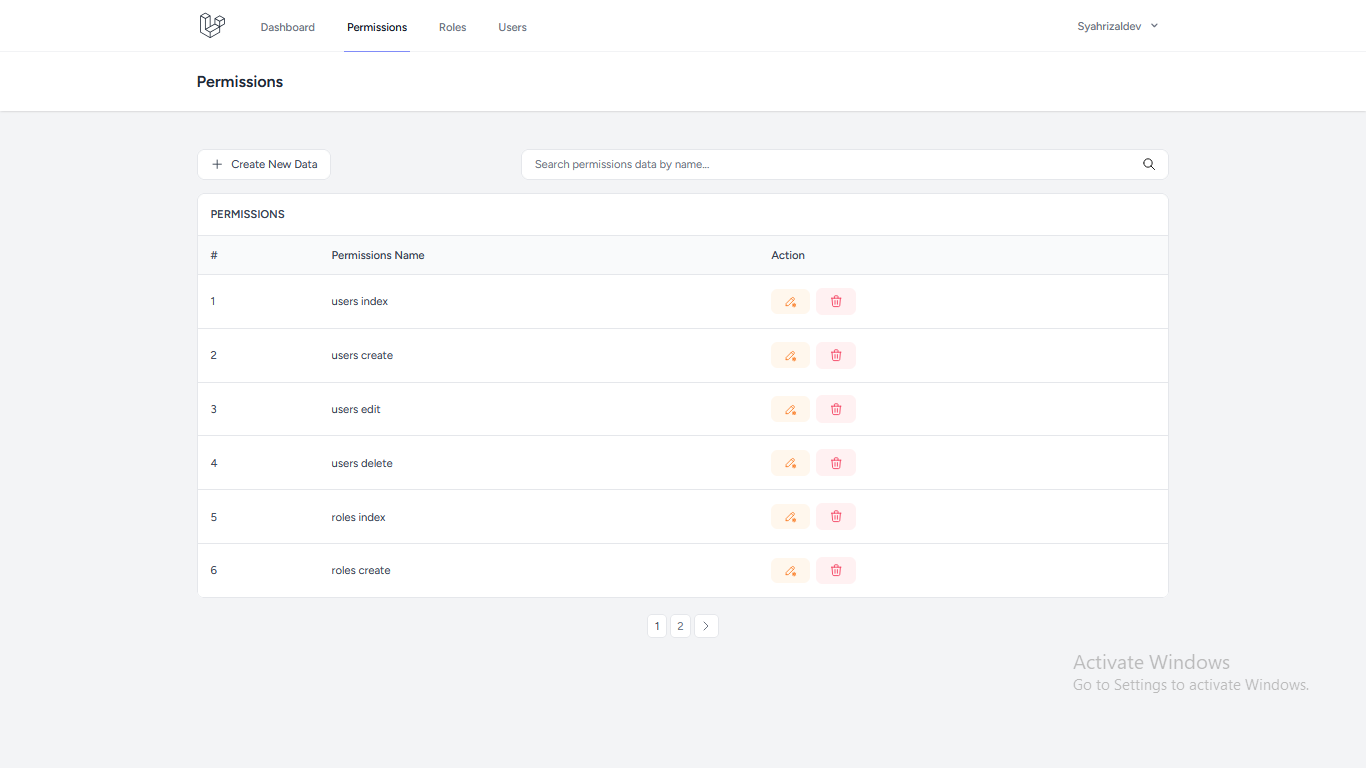 Dashboard Permissions Roles Users Syahrizaldev
Permissions
Create New Data Search permissions data by name...
PERMISSIONS
# Permissions Name Action
1 users index
2 users create
3 users edit
4 users delete
5 roles index
6 roles create
1 2
Activate Windows
Go to Settings to activate Windows.